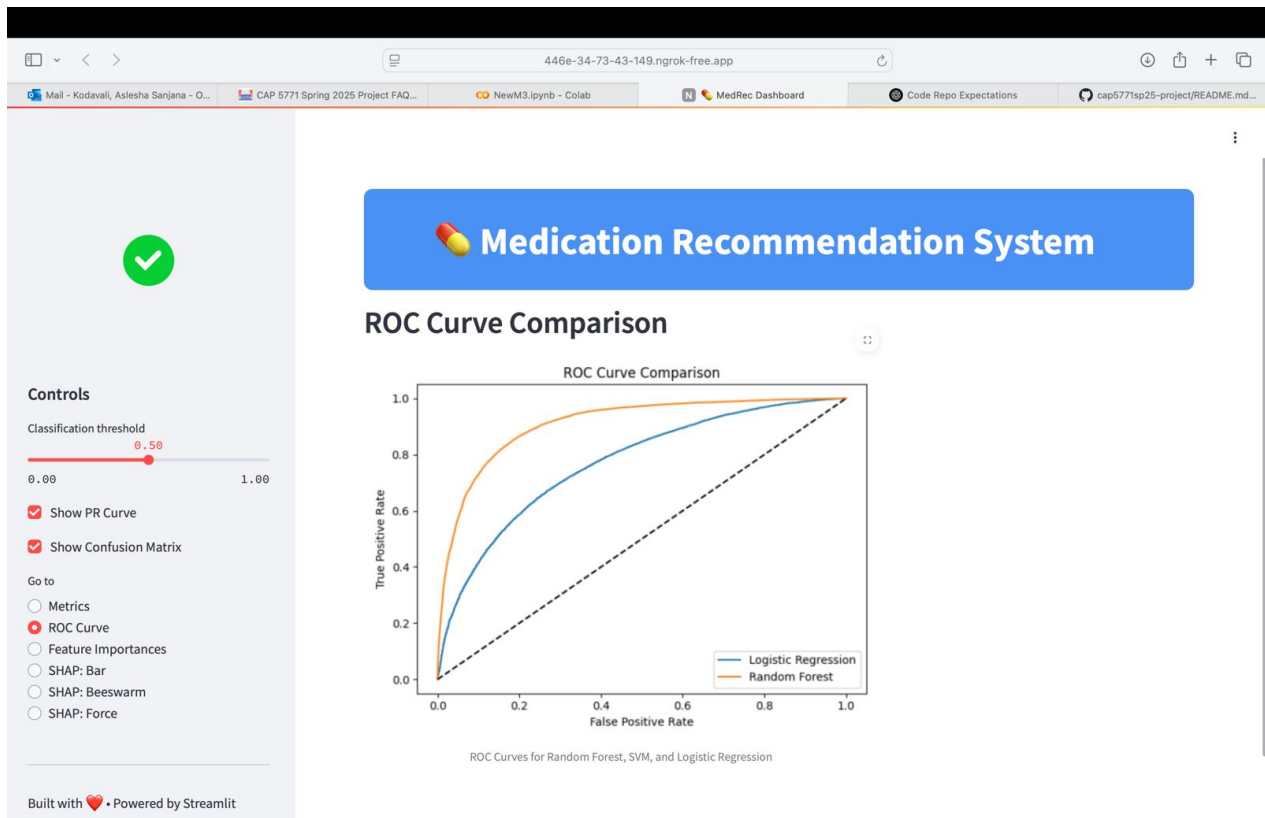 446e-34-73-43-149.ngrok-free.app
Mail - Kodavali, Aslesha Sanjana - O...
CAP 5771 Spring 2025 Project FAQ...
NewM3.ipynb - Colab
N 💊 MedRec Dashboard
Code Repo Expectations
cap5771sp25-project/README.md...
💊 Medication Recommendation System
ROC Curve Comparison
Controls
Classification threshold
0.50
0.00 1.00
Show PR Curve
Show Confusion Matrix
Go to
Metrics
ROC Curve
Feature Importances
SHAP: Bar
SHAP: Beeswarm
SHAP: Force
Built with ❤️ • Powered by Streamlit
ROC Curve Comparison
True Positive Rate
1.0
0.8
0.6
0.4
0.2
0.0
Logistic Regression
Random Forest
0.0 0.2 0.4 0.6 0.8 1.0
False Positive Rate
ROC Curves for Random Forest, SVM, and Logistic Regression